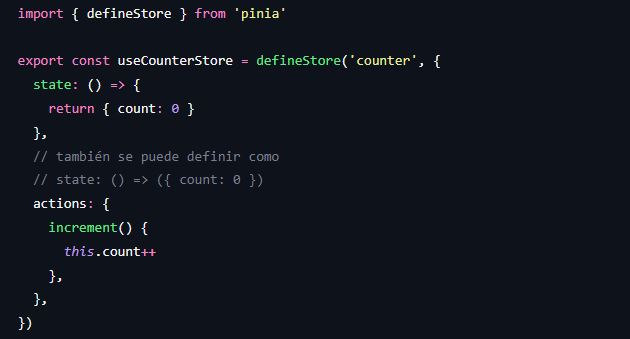 import { defineStore } from 'pinia'
export const useCounterStore = defineStore('counter', {
state: () => {
return { count: 0 }
},
// también se puede definir como
// state: () => ({ count: 0 })
actions: {
increment() {
this.count++
},
},
})